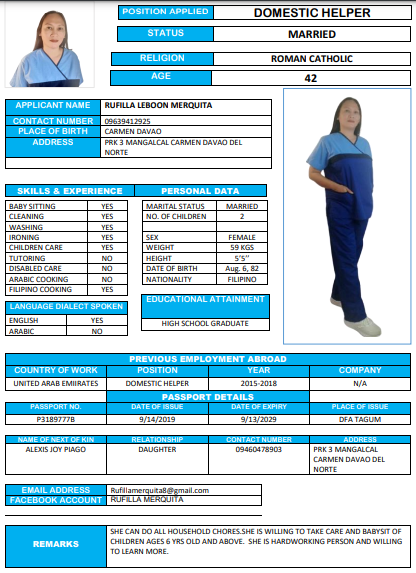 POSITION APPLIED DOMESTIC HELPER
STATUS MARRIED
RELIGION ROMAN CATHOLIC
AGE 42
APPLICANT NAME RUFILLA LEBOON MERQUITA
CONTACT NUMBER 09639412925
PLACE OF BIRTH CARMEN DAVAO
ADDRESS PRK 3 MANGALCAL CARMEN DAVAO DEL
NORTE
SKILLS & EXPERIENCE PERSONAL DATA
BABY SITTING YES MARITAL STATUS MARRIED
CLEANING YES NO. OF CHILDREN 2
WASHING YES
IRONING YES SEX FEMALE
CHILDREN CARE YES WEIGHT 59 KGS
TUTORING NO HEIGHT 5'5"
DISABLED CARE NO DATE OF BIRTH Aug. 6, 82
ARABIC COOKING NO NATIONALITY FILIPINO
FILIPINO COOKING YES
EDUCATIONAL ATTAINMENT
LANGUAGE DIALECT SPOKEN
ENGLISH YES HIGH SCHOOL GRADUATE
ARABIC NO
PREVIOUS EMPLOYMENT ABROAD
COUNTRY OF WORK POSITION YEAR COMPANY
UNITED ARAB EMIIRATES DOMESTIC HELPER 2015-2018 N/A
PASSPORT DETAILS
PASSPORT NO. DATE OF ISSUE DATE OF EXPIRY PLACE OF ISSUE
P3189777B 9/14/2019 9/13/2029 DFA TAGUM
NAME OF NEXT OF KIN RELATIONSHIP CONTACT NUMBER ADDRESS
ALEXIS JOY PIAGO DAUGHTER 09460478903 PRK 3 MANGALCAL
CARMEN DAVAO DEL
NORTE
EMAIL ADDRESS Rufillamerquita8@gmail.com
FACEBOOK ACCOUNT RUFILLA MERQUITA
REMARKS
SHE CAN DO ALL HOUSEHOLD CHORES.SHE IS WILLING TO TAKE CARE AND BABYSIT OF
CHILDREN AGES 6 YRS OLD AND ABOVE. SHE IS HARDWORKING PERSON AND WILLING
TO LEARN MORE.